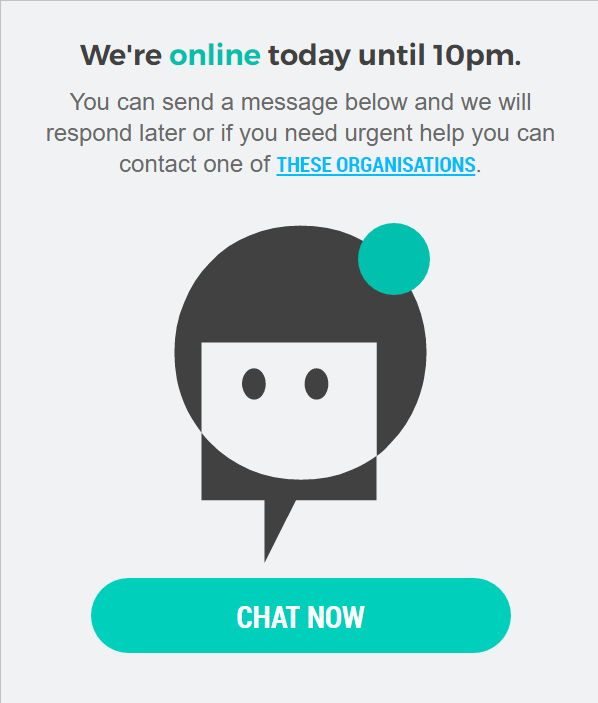 We're online today until 10pm.
You can send a message below and we will
respond later or if you need urgent help you can
contact one of THESE ORGANISATIONS.
CHAT NOW